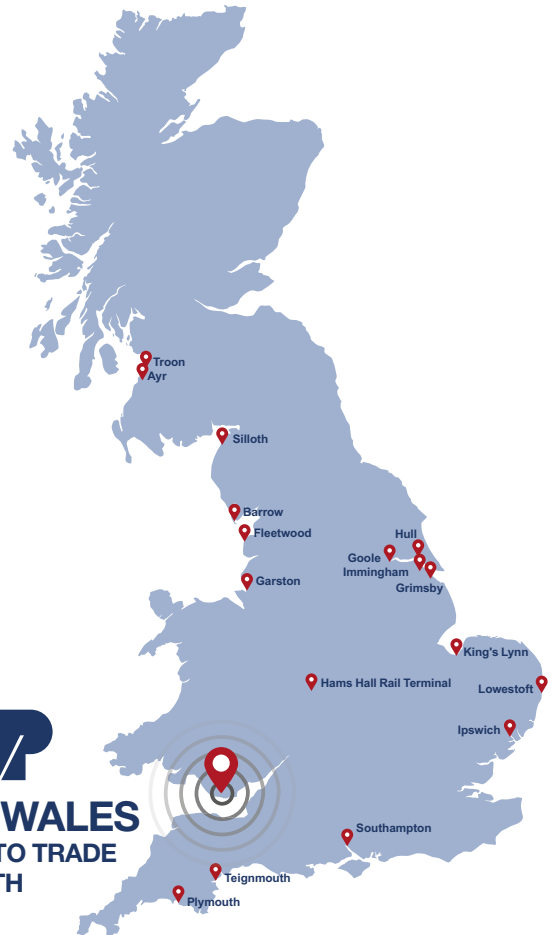 Troon
Ayr
Silloth
Barrow
Fleetwood
Hull
Goole
Immingham
Grimsby
Garston
King's Lynn
Hams Hall Rail Terminal
Lowestoft
Ipswich
P
WALES
TO TRADE
TH
Southampton
Teignmouth
Plymouth